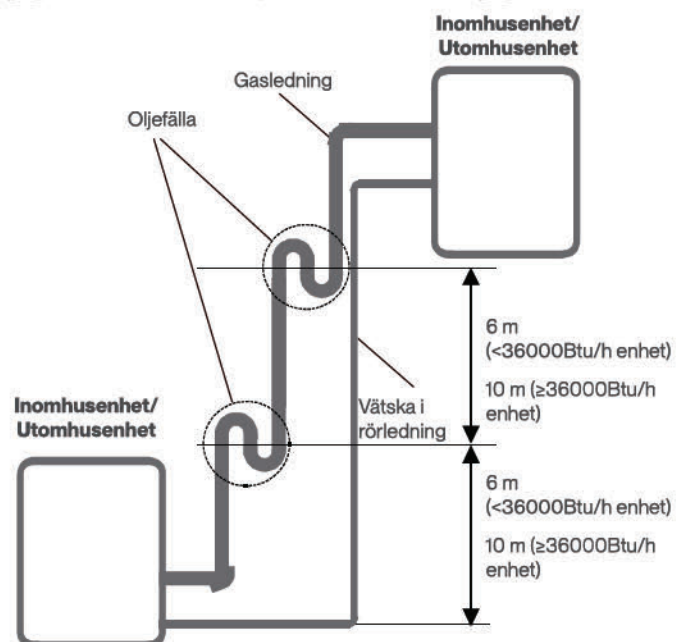 Inomhusenhet/
Utomhusenhet
Gasledning
Oljefälla
6 m
(<36000Btu/h enhet)
10 m (≥36000Btu/h
enhet)
Inomhusenhet/
Utomhusenhet
Vätska i
rörledning
6 m
(<36000Btu/h enhet)
10 m (≥36000Btu/h
enhet)